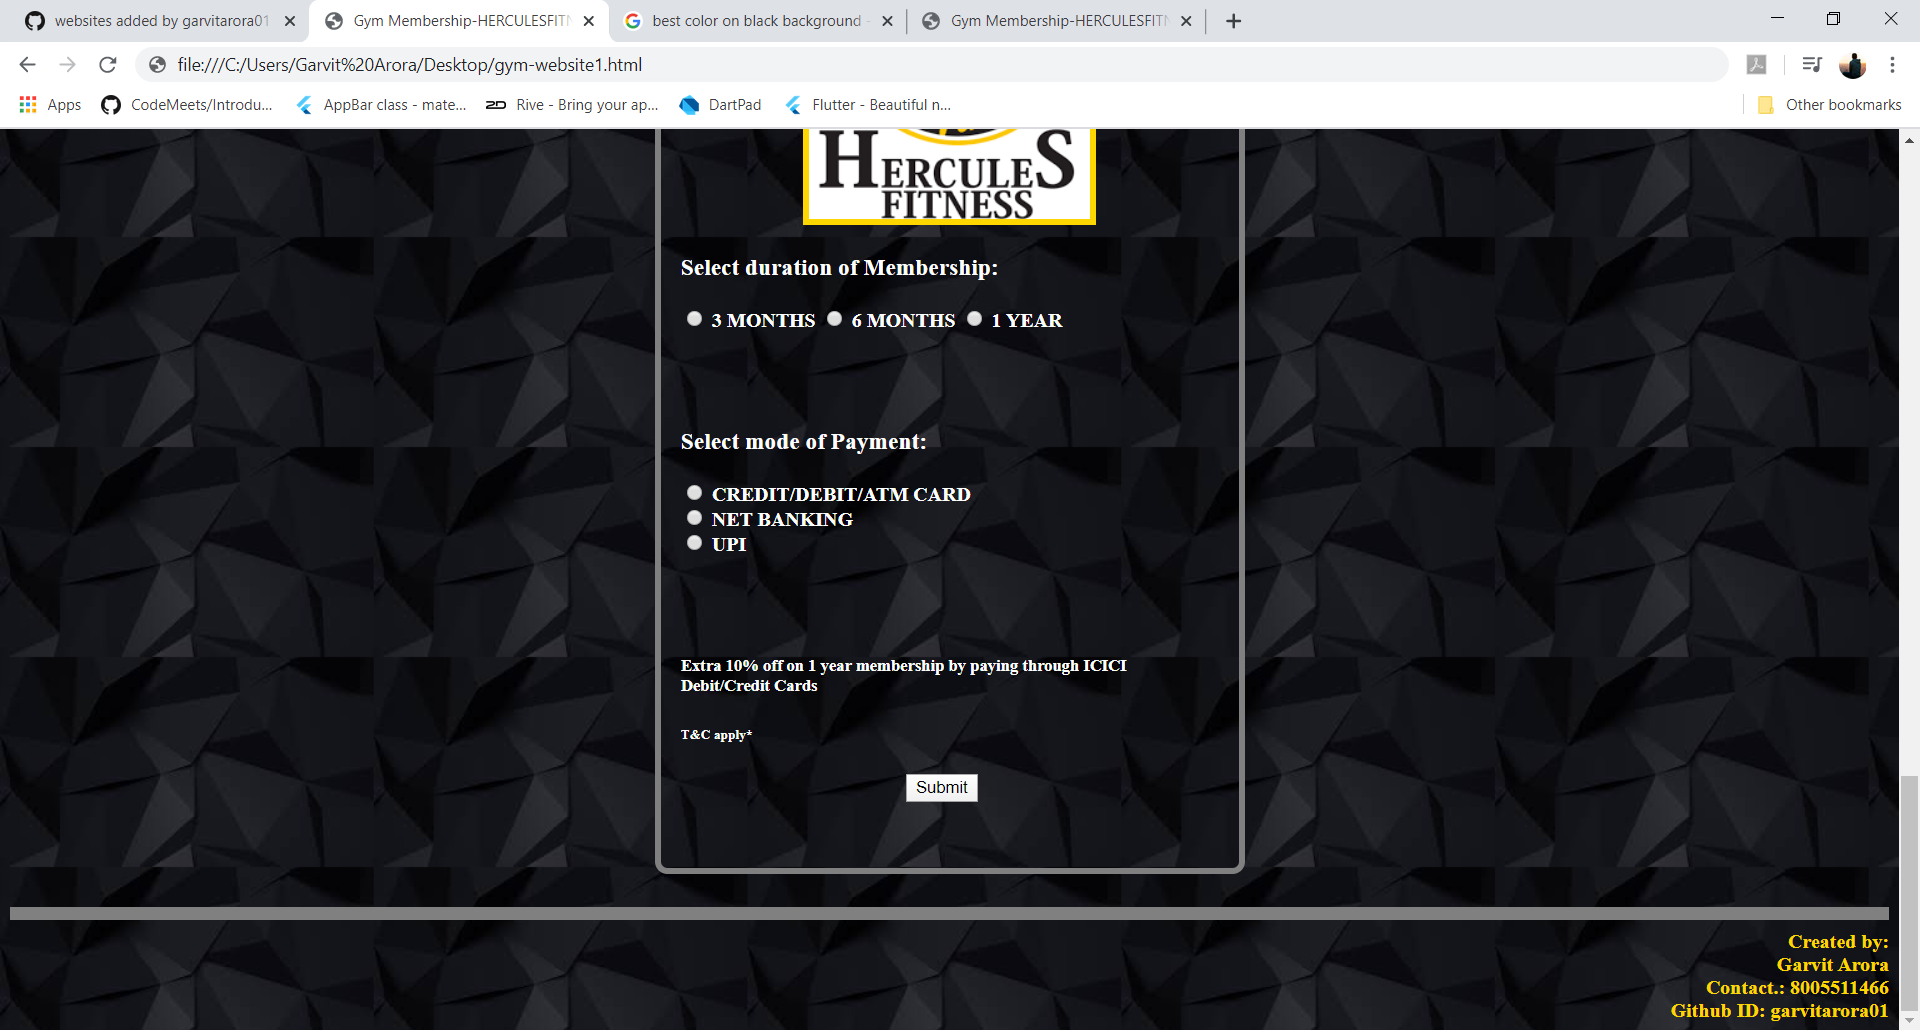 websites added by garvitarora01
Gym Membership-HERCULESFITN
best color on black background -
Gym Membership-HERCULESFITN
file:///C:/Users/Garvit%20Arora/Desktop/gym-website1.html
Apps
CodeMeets/Introdu...
AppBar class - mate...
2D
Rive - Bring your ap...
DartPad
Flutter - Beautiful n...
Other bookmarks
HERCULES
FITNESS
Select duration of Membership:
3 MONTHS 6 MONTHS 1 YEAR
Select mode of Payment:
CREDIT/DEBIT/ATM CARD
NET BANKING
UPI
Extra 10% off on 1 year membership by paying through ICICI
Debit/Credit Cards
T&C apply*
Submit
Created by:
Garvit Arora
Contact.: 8005511466
Github ID: garvitarora01